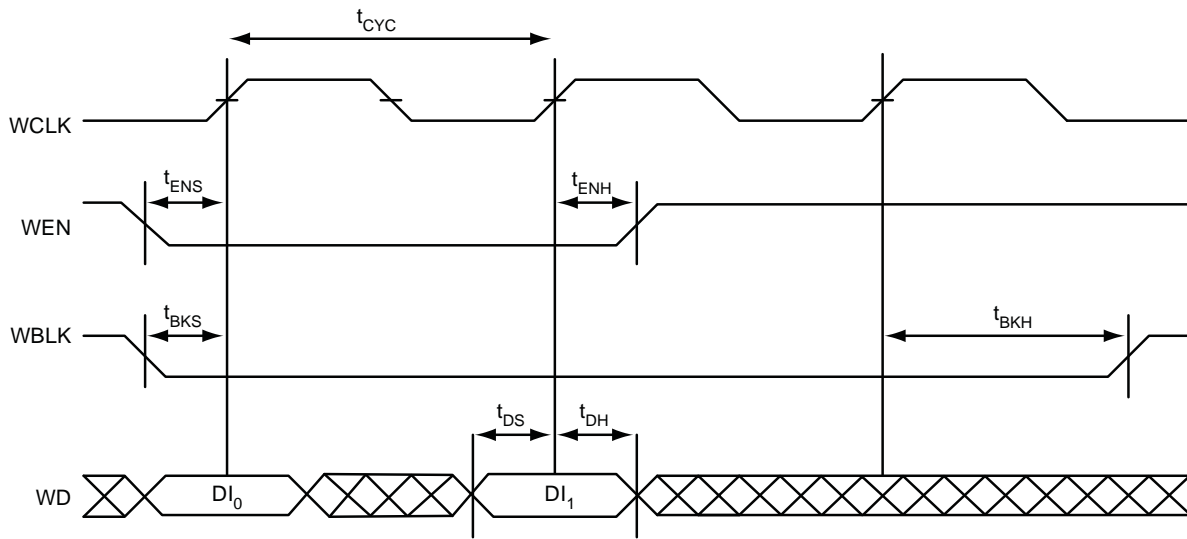 tCYC
WCLK
tENS
tENH
WEN
tBKS
tBKH
WBLK
tDS
tDH
WD
DI0
DI1